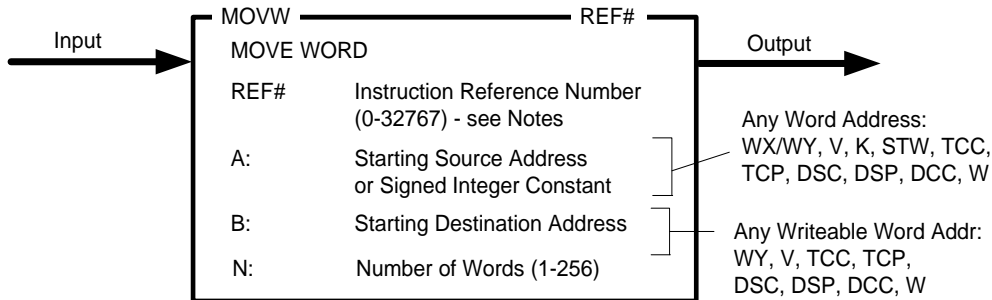 MOVW REF#
Input
MOVE WORD
Output
REF# Instruction Reference Number
(0-32767) - see Notes
A: Starting Source Address
or Signed Integer Constant
Any Word Address:
WX/WY, V, K, STW, TCC,
TCP, DSC, DSP, DCC, W
B: Starting Destination Address
N: Number of Words (1-256)
Any Writeable Word Addr:
WY, V, TCC, TCP,
DSC, DSP, DCC, W